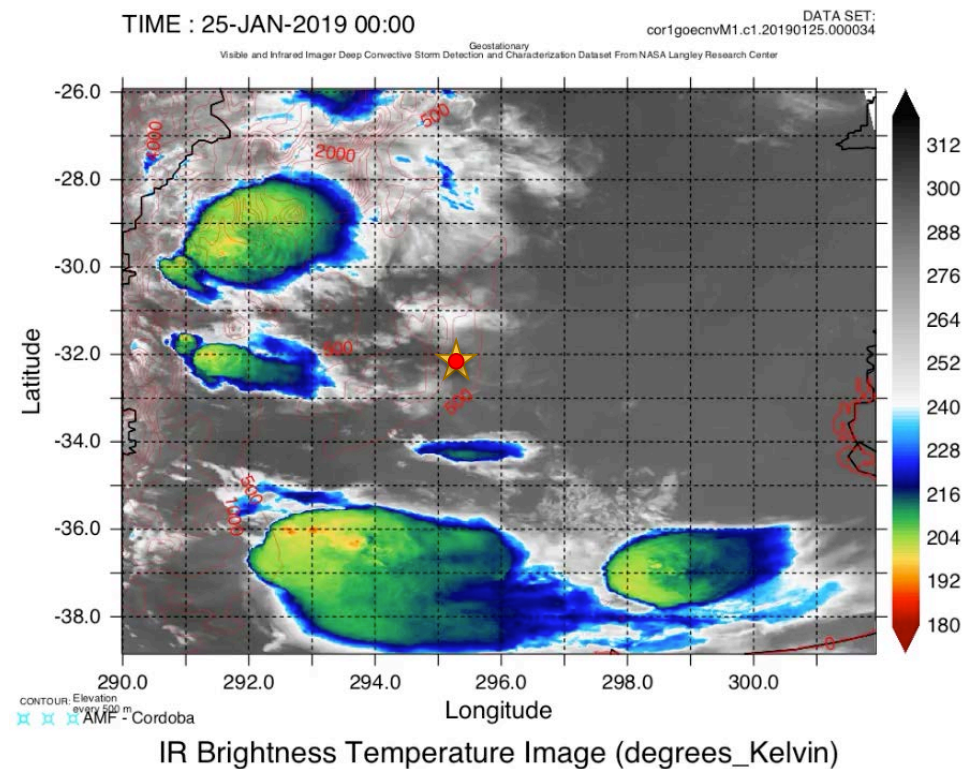 TIME : 25-JAN-2019 00:00
DATA SET:
cor1goecnvM1.c1.20190125.000034
Geostationary
Visible and Infrared Imager Deep Convective Storm Detection and Characterization Dataset From NASA Langley Research Center
-26.0
-28.0
-30.0
-32.0
-34.0
-36.0
-38.0
Latitude
1000
2000
500
500
500
500
1000
0
312
300
288
276
264
252
240
228
216
204
192
180
290.0 292.0 294.0 296.0 298.0 300.0
Longitude
CONTOUR: Elevation
every 500 m
AMF - Cordoba
IR Brightness Temperature Image (degrees_Kelvin)